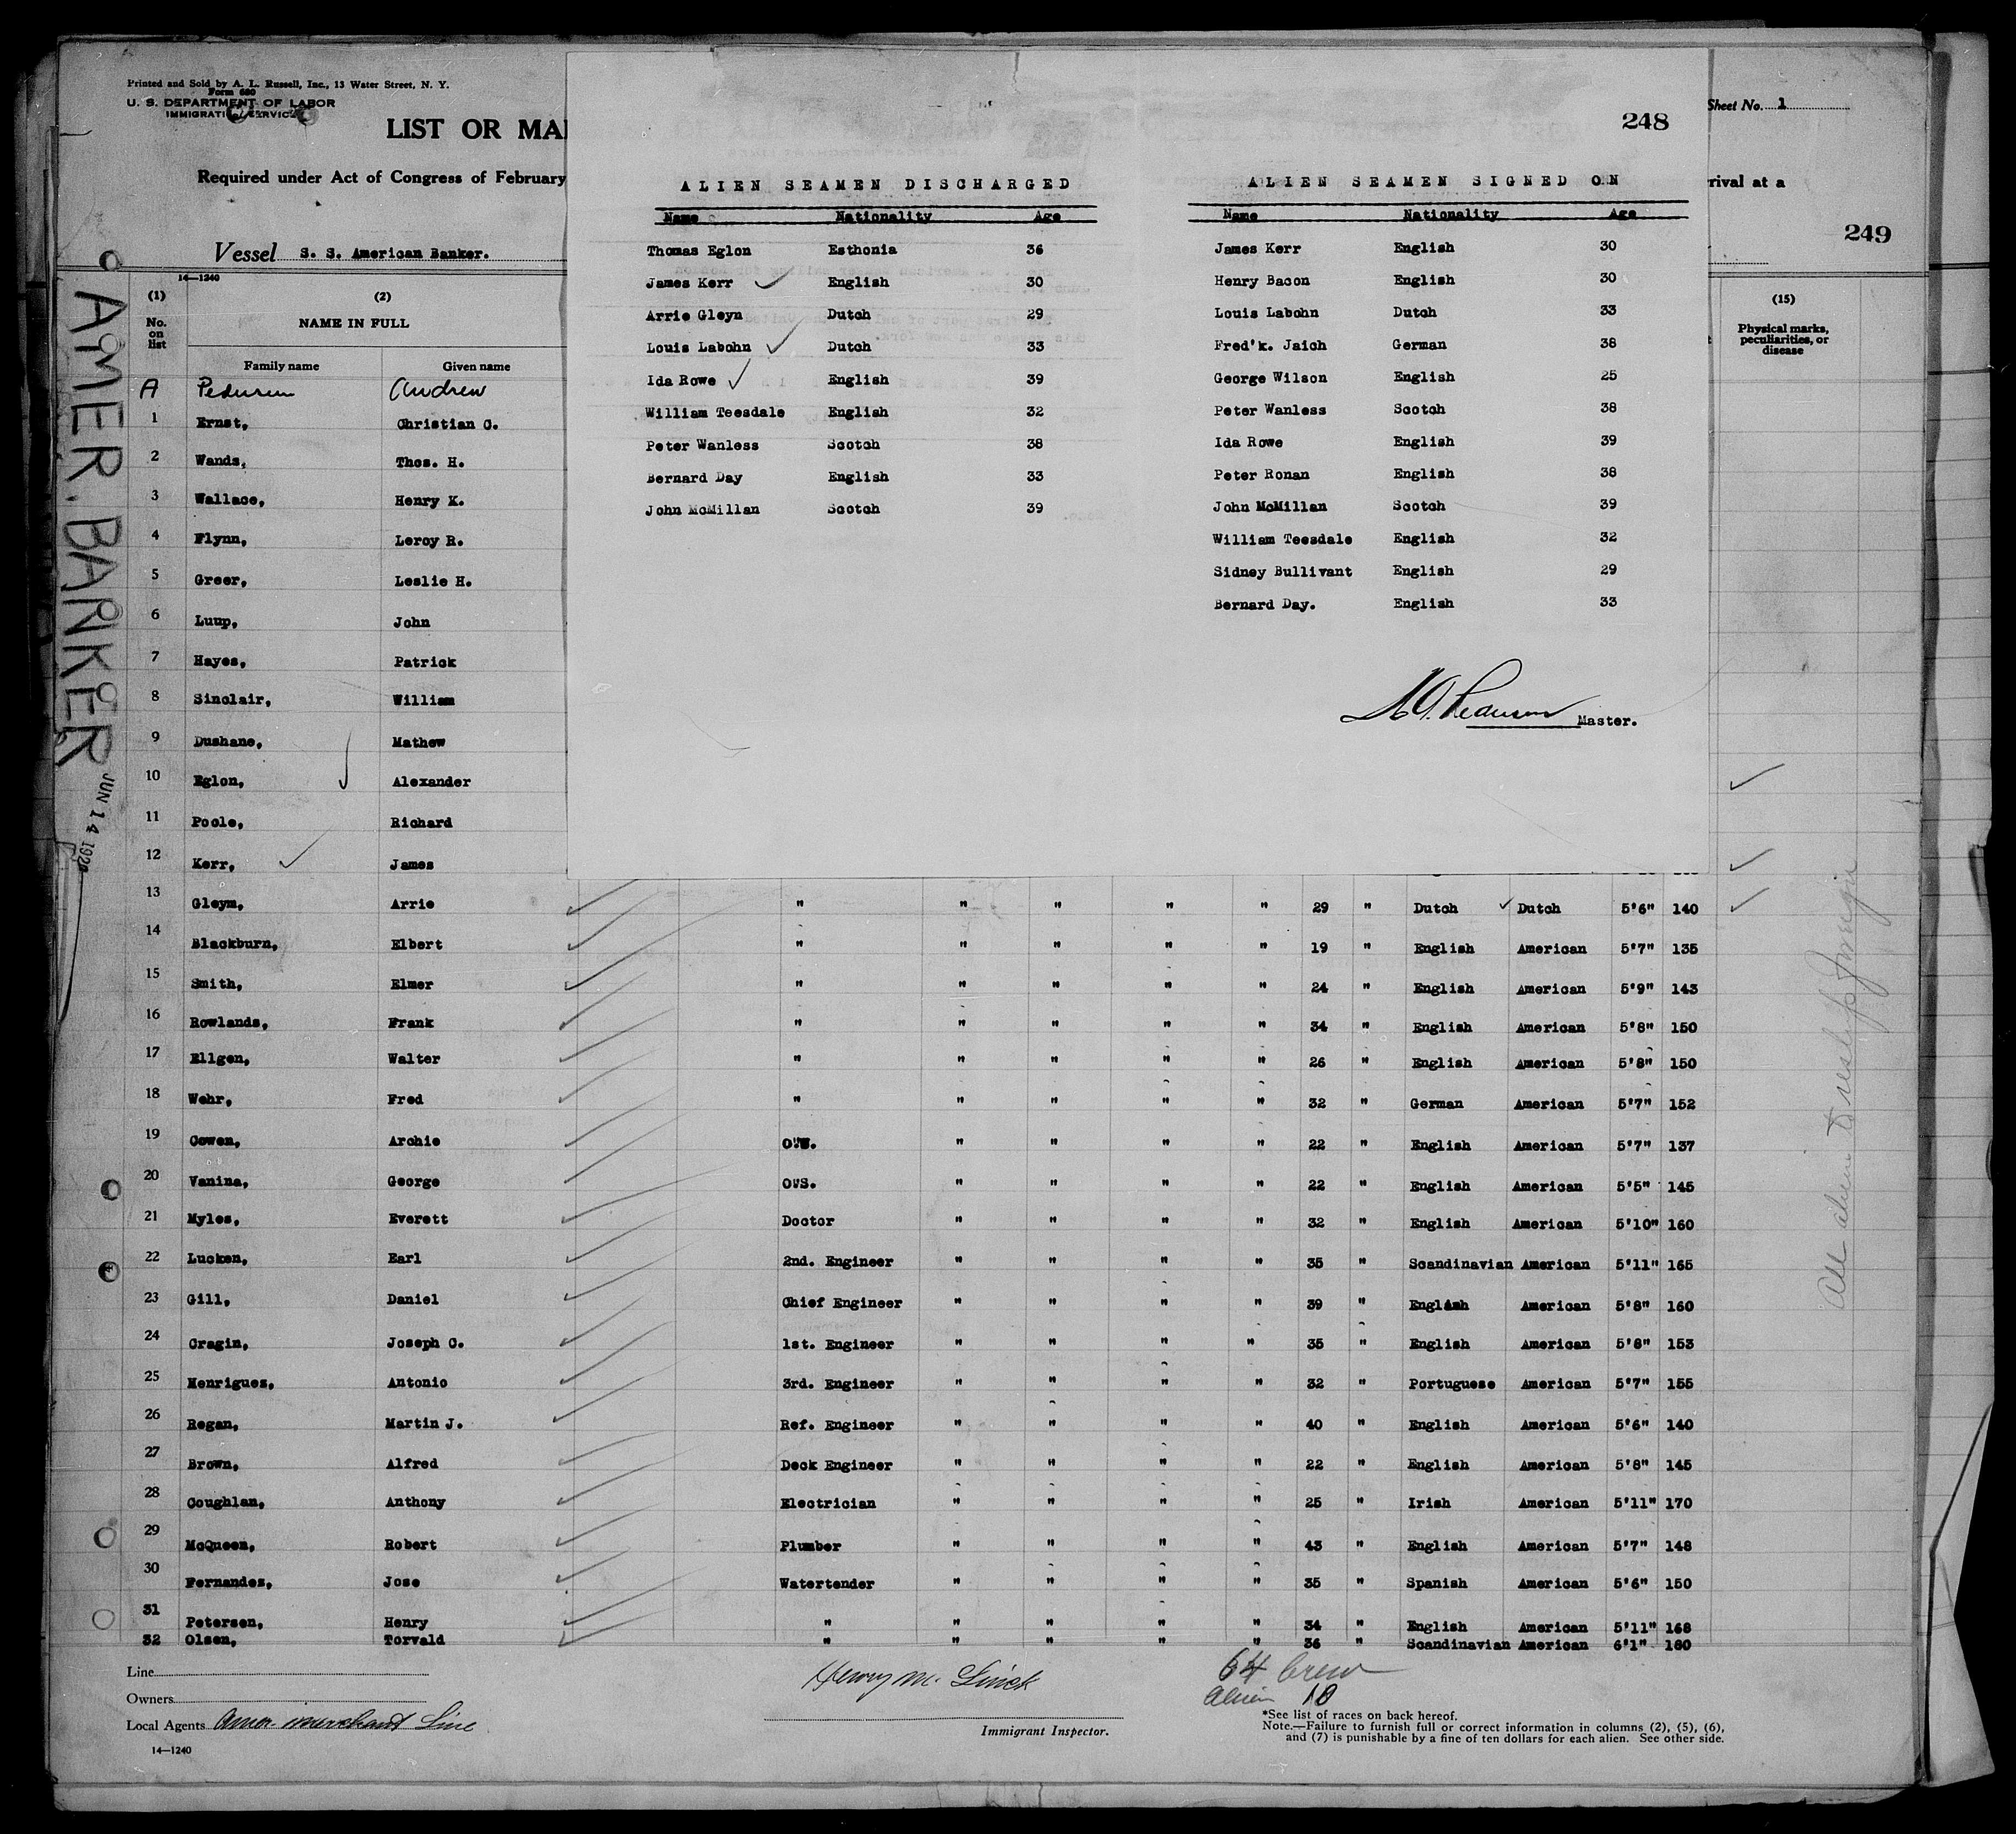 Printed and Sold by A. L. Russell, Inc., 13 Water Street, N. Y.
Form 680
U. S. DEPARTMENT OF LABOR
IMMIGRATION SERVICE
LIST OR MA
Required under Act of Congress of February
Vessel S. S. American Banker.
14—1240
Sheet No. 1
rival at a
249
248
ALIEN SEAMEN DISCHARGED
Name Nationality Age
Thomas Eglon Esthonia 36
James Kerr ✓ English 30
Arrie Gleyn Dutch 29
Louis Labohn ✓ Dutch 33
Ida Rowe ✓ English 39
William Teesdale English 32
Peter Wanless Scotch 38
Bernard Day English 33
John McMillan Scotch 39
ALIEN SEAMEN SIGNED ON
Name Nationality Age
James Kerr English 30
Henry Bacon English 30
Louis Labohn Dutch 33
Fred'k. Jaich German 38
George Wilson English 25
Peter Wanless Scotch 38
Ida Rowe English 39
Peter Ronan English 38
John McMillan Scotch 39
William Teesdale English 32
Sidney Bullivant English 29
Bernard Day. English 33
Master.
AMER. BANKER
JUN 14 192
(1) (2) (15)
No. on list NAME IN FULL Physical marks, peculiarities, or disease
Family name Given name
A Pedersen Andrew
1 Ernst, Christian C.
2 Wands, Thos. H.
3 Wallace, Henry K.
4 Flynn, Leroy R.
5 Greer, Leslie H.
6 Luup, John
7 Hayes, Patrick
8 Sinclair, William
9 Dushane, Mathew
10 Eglon, Alexander
11 Poole, Richard
12 Kerr, James
13 Gleyn, Arrie " " " " " 29 " Dutch ✓ Dutch 5'6" 140
14 Blackburn, Elbert " " " " " 19 " English American 5'7" 135
15 Smith, Elmer " " " " " 24 " English American 5'9" 143
16 Rowlands, Frank " " " " " 34 " English American 5'8" 150
17 Ellgen, Walter " " " " " 26 " English American 5'8" 150
18 Wehr, Fred " " " " " 32 " German American 5'7" 152
19 Cowen, Archie " " " " 22 " English American 5'7" 137
20 Vanina, George O'S. " " " " 22 " English American 5'5" 145
21 Myles, Everett Doctor " " " " 32 " English American 5'10" 160
22 Lucken, Earl 2nd. Engineer " " " " 35 " Scandinavian American 5'11" 165
23 Gill, Daniel Chief Engineer " " " " 39 " English American 5'8" 160
24 Cragin, Joseph C. 1st. Engineer " " " " 35 " English American 5'8" 153
25 Henrigues, Antonio 3rd. Engineer " " " " 32 " Portuguese American 5'7" 155
26 Regan, Martin J. Ref. Engineer " " " " 40 " English American 5'6" 140
27 Brown, Alfred Deck Engineer " " " " 22 " English American 5'8" 145
28 Coughlan, Anthony Electrician " " " " 25 " Irish American 5'11" 170
29 McQueen, Robert Plumber " " " " 43 " English American 5'7" 148
30 Fernandez, Jose Watertender " " " " 35 " Spanish American 5'6" 150
31 Petersen, Henry " " " " " 34 " English American 5'11" 168
32 Olsen, Torvald " " " " " 36 " Scandinavian American 6'1" 180
All aliens to reship foreign
Line
Owners
Local Agents Amer. Merchant Line
14—1240
Henry M. Linck
Immigrant Inspector.
64 Crew
Alien 10
*See list of races on back hereof.
Note.—Failure to furnish full or correct information in columns (2), (5), (6),
and (7) is punishable by a fine of ten dollars for each alien. See other side.